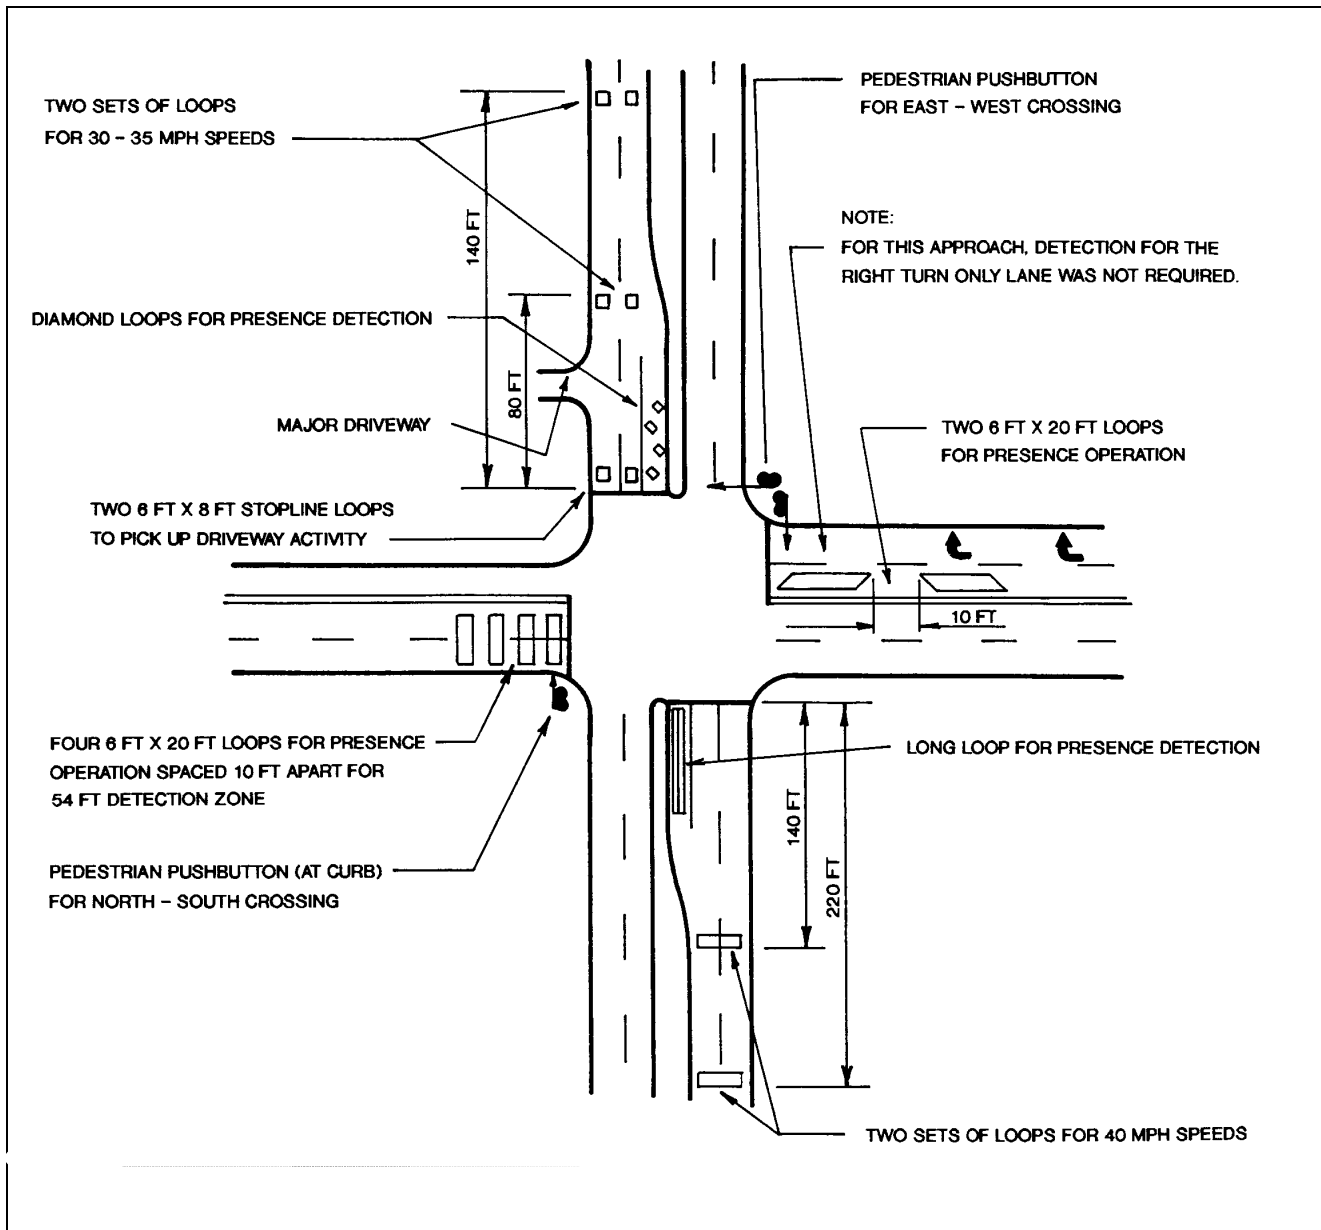 TWO SETS OF LOOPS
FOR 30 – 35 MPH SPEEDS
PEDESTRIAN PUSHBUTTON
FOR EAST – WEST CROSSING
140 FT
NOTE:
FOR THIS APPROACH, DETECTION FOR THE
RIGHT TURN ONLY LANE WAS NOT REQUIRED.
DIAMOND LOOPS FOR PRESENCE DETECTION
80 FT
MAJOR DRIVEWAY
TWO 6 FT X 20 FT LOOPS
FOR PRESENCE OPERATION
TWO 6 FT X 8 FT STOPLINE LOOPS
TO PICK UP DRIVEWAY ACTIVITY
10 FT
FOUR 6 FT X 20 FT LOOPS FOR PRESENCE
OPERATION SPACED 10 FT APART FOR
54 FT DETECTION ZONE
LONG LOOP FOR PRESENCE DETECTION
140 FT
220 FT
PEDESTRIAN PUSHBUTTON (AT CURB)
FOR NORTH – SOUTH CROSSING
TWO SETS OF LOOPS FOR 40 MPH SPEEDS